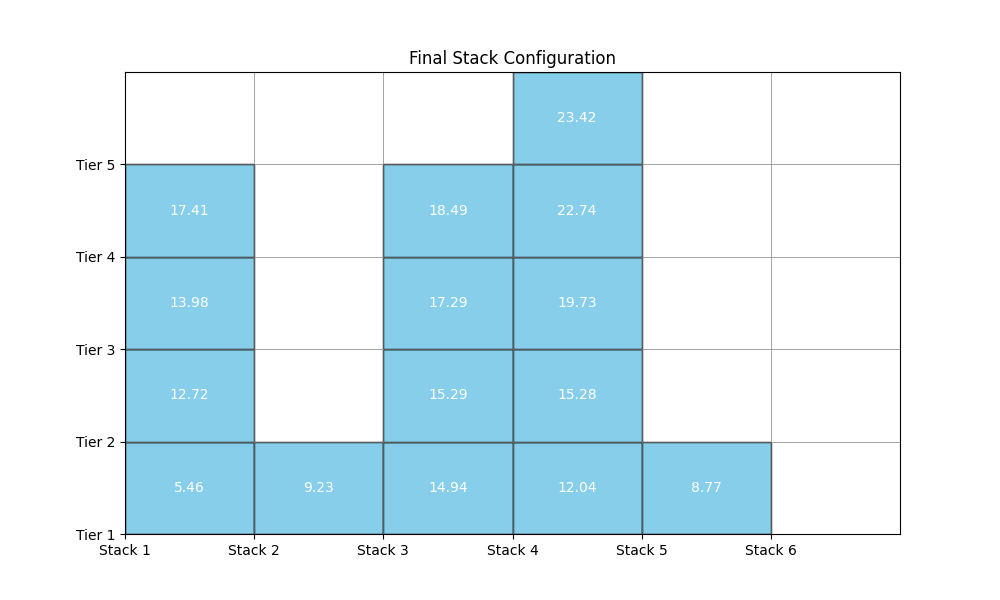 Final Stack Configuration
23.42
Tier 5
17.41 18.49 22.74
Tier 4
13.98 17.29 19.73
Tier 3
12.72 15.29 15.28
Tier 2
5.46 9.23 14.94 12.04 8.77
Tier 1
Stack 1 Stack 2 Stack 3 Stack 4 Stack 5 Stack 6